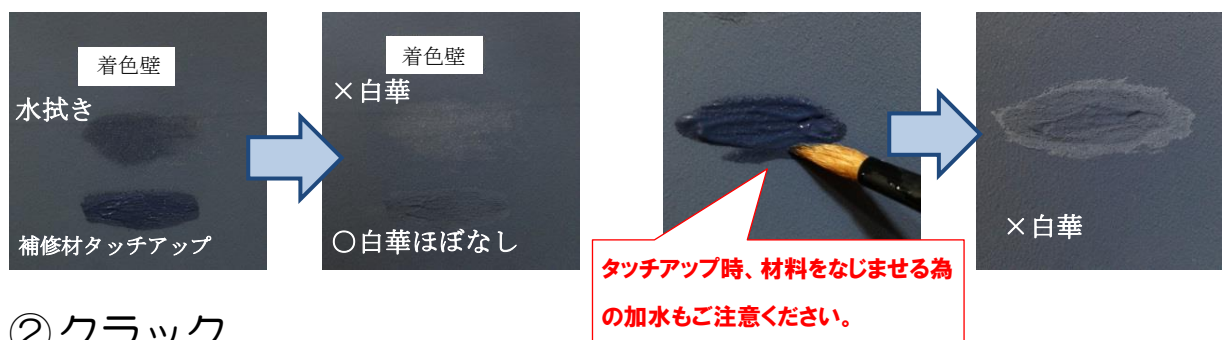 着色壁
水拭き
補修材タッチアップ
着色壁
×白華
〇白華ほぼなし
タッチアップ時、材料をなじませる為
の加水もご注意ください。
×白華
②クラック